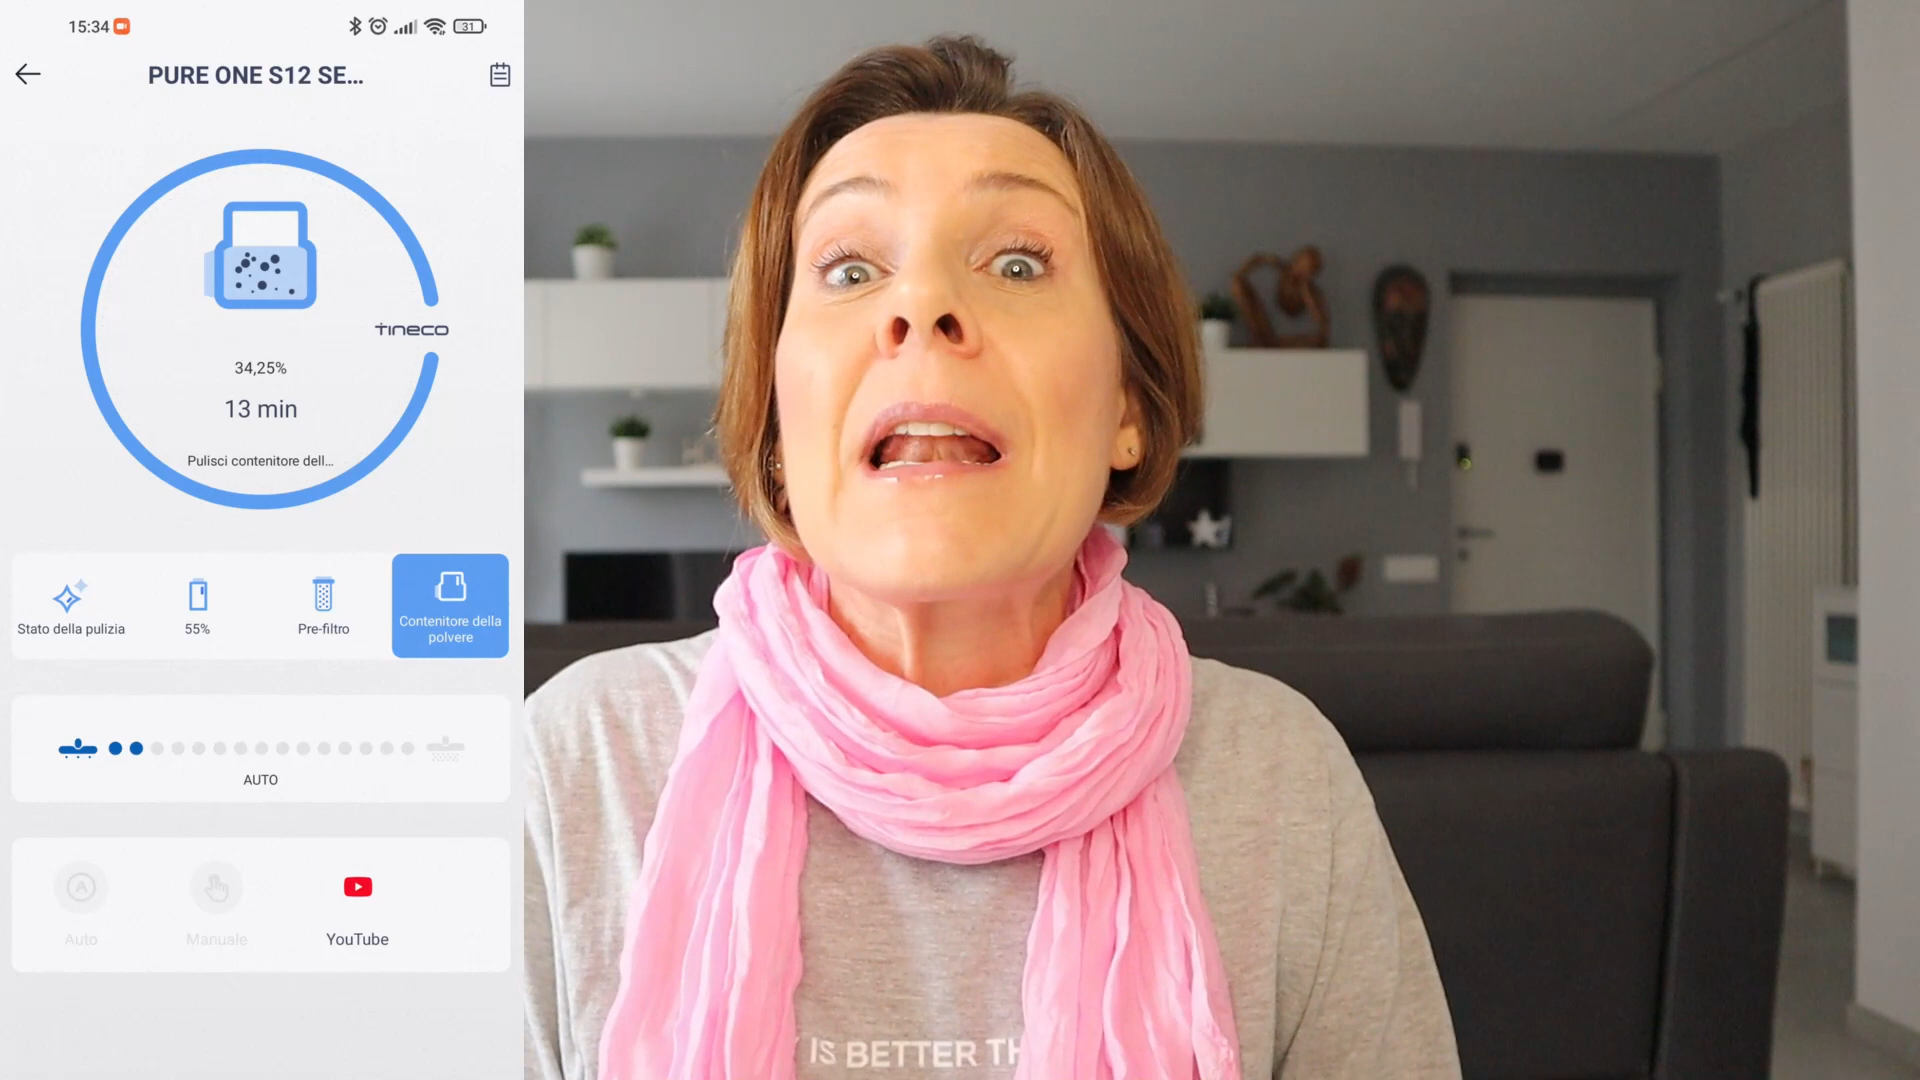 15:34
31
PURE ONE S12 SE...
tineco
34,25%
13 min
Pulisci contenitore dell...
Stato della pulizia
55%
Pre-filtro
Contenitore della
polvere
AUTO
A
Auto
Manuale
YouTube
IS BETTER TH